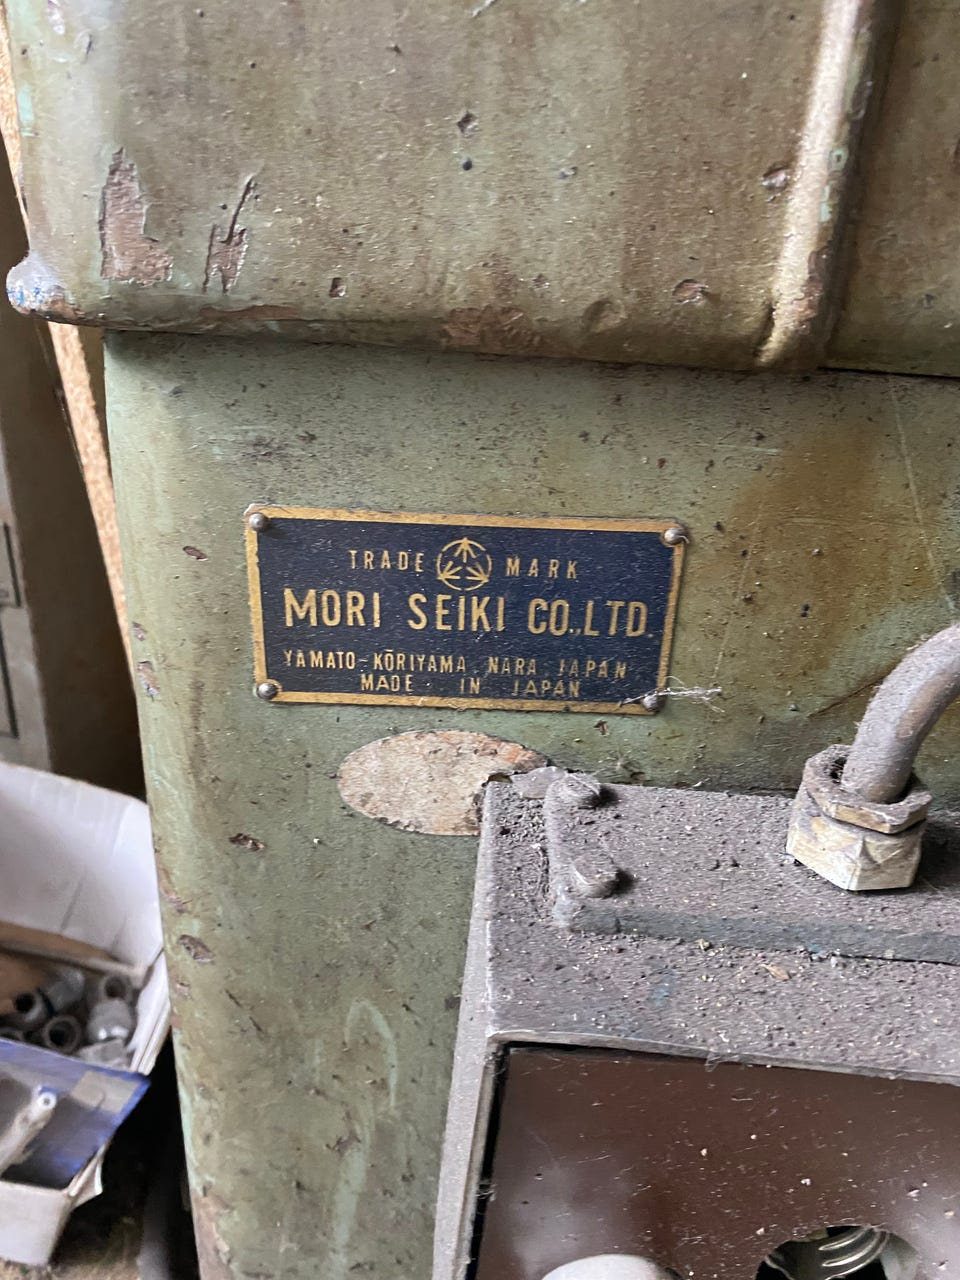 TRADE MARK
MORI SEIKI CO.,LTD.
YAMATO-KŌRIYAMA, NARA, JAPAN
MADE IN JAPAN